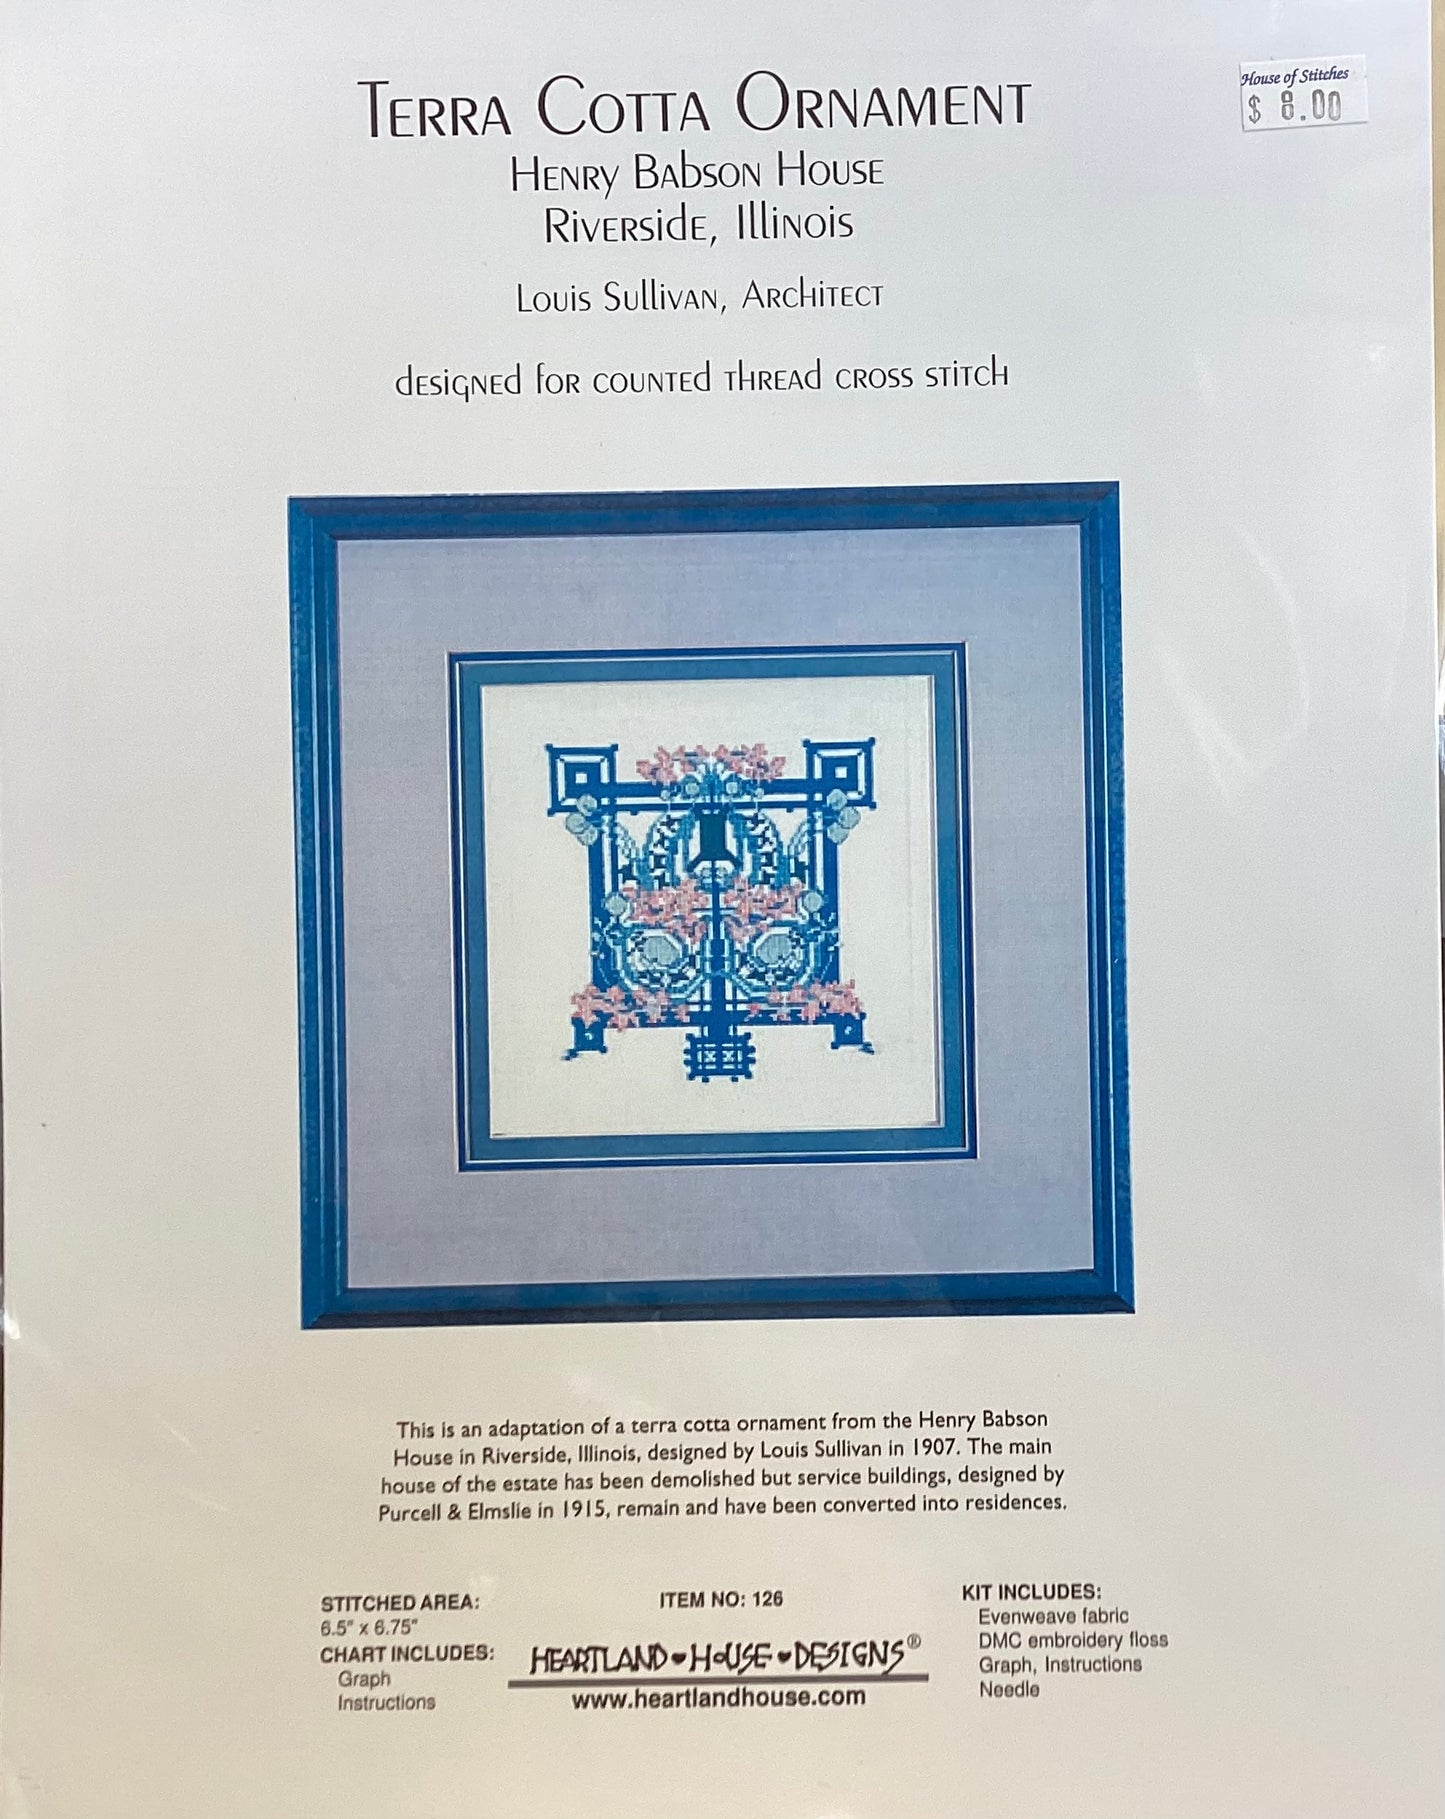 House of Stitches
$ 8.00
Terra Cotta Ornament
Henry Babson House
Riverside, Illinois
Louis Sullivan, Architect
designed for counted thread cross stitch
This is an adaptation of a terra cotta ornament from the Henry Babson
House in Riverside, Illinois, designed by Louis Sullivan in 1907. The main
house of the estate has been demolished but service buildings, designed by
Purcell & Elmslie in 1915, remain and have been converted into residences.
STITCHED AREA:
6.5" x 6.75"
CHART INCLUDES:
Graph
Instructions
ITEM NO: 126
HEARTLAND♥HOUSE♥DESIGNS®
www.heartlandhouse.com
KIT INCLUDES:
Evenweave fabric
DMC embroidery floss
Graph, Instructions
Needle